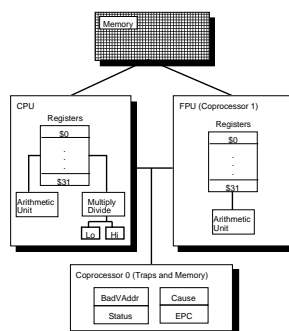 Memory
CPU
Registers
$0
$31
Arithmetic
Unit
Multiply
Divide
Lo
Hi
FPU (Coprocessor 1)
Registers
$0
$31
Arithmetic
Unit
Coprocessor 0 (Traps and Memory)
BadVAddr
Cause
Status
EPC